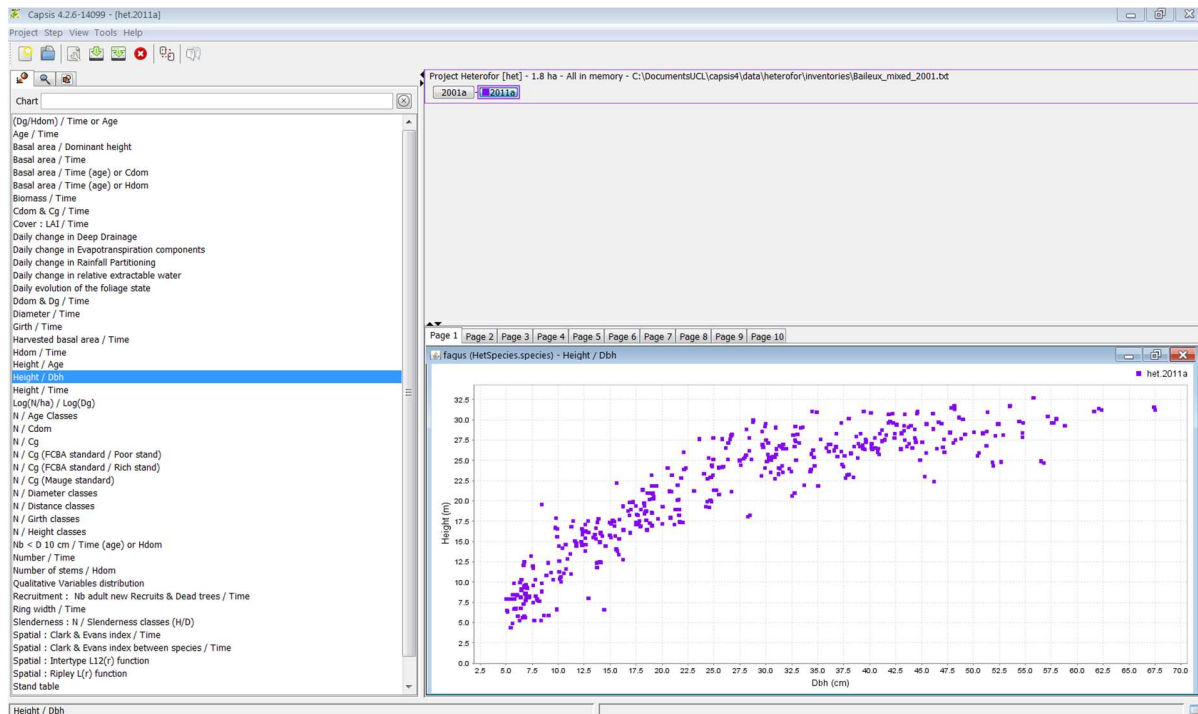 Capsis 4.2.6-14099 - [het.2011a]
Project Step View Tools Help
Chart
(Dg/Hdom) / Time or Age
Age / Time
Basal area / Dominant height
Basal area / Time
Basal area / Time (age) or Cdom
Basal area / Time (age) or Hdom
Biomass / Time
Cdom & Cg / Time
Cover : LAI / Time
Daily change in Deep Drainage
Daily change in Evapotranspiration components
Daily change in Rainfall Partitioning
Daily change in relative extractable water
Daily evolution of the foliage state
Ddom & Dg / Time
Diameter / Time
Girth / Time
Harvested basal area / Time
Hdom / Time
Height / Age
Height / Dbh
Height / Time
Log(N/ha) / Log(Dg)
N / Age Classes
N / Cdom
N / Cg
N / Cg (FCBA standard / Poor stand)
N / Cg (FCBA standard / Rich stand)
N / Cg (Mauge standard)
N / Diameter classes
N / Distance classes
N / Girth classes
N / Height classes
Nb < D 10 cm / Time (age) or Hdom
Number / Time
Number of stems / Hdom
Qualitative Variables distribution
Recruitment : Nb adult new Recruits & Dead trees / Time
Ring width / Time
Slenderness : N / Slenderness classes (H/D)
Spatial : Clark & Evans index / Time
Spatial : Clark & Evans index between species / Time
Spatial : Intertype L12(r) function
Spatial : Ripley L(r) function
Stand table
Height / Dbh
Project Heterofor [het] - 1.8 ha - All in memory - C:\DocumentsUCL\capsis4\data\heterofor\inventories\Baileux_mixed_2001.txt
2001a 2011a
Page 1 Page 2 Page 3 Page 4 Page 5 Page 6 Page 7 Page 8 Page 9 Page 10
fagus (HetSpecies.species) - Height / Dbh
het.2011a
Height (m)
32.5
30.0
27.5
25.0
22.5
20.0
17.5
15.0
12.5
10.0
7.5
5.0
2.5
0.0
2.5 5.0 7.5 10.0 12.5 15.0 17.5 20.0 22.5 25.0 27.5 30.0 32.5 35.0 37.5 40.0 42.5 45.0 47.5 50.0 52.5 55.0 57.5 60.0 62.5 65.0 67.5 70.0
Dbh (cm)